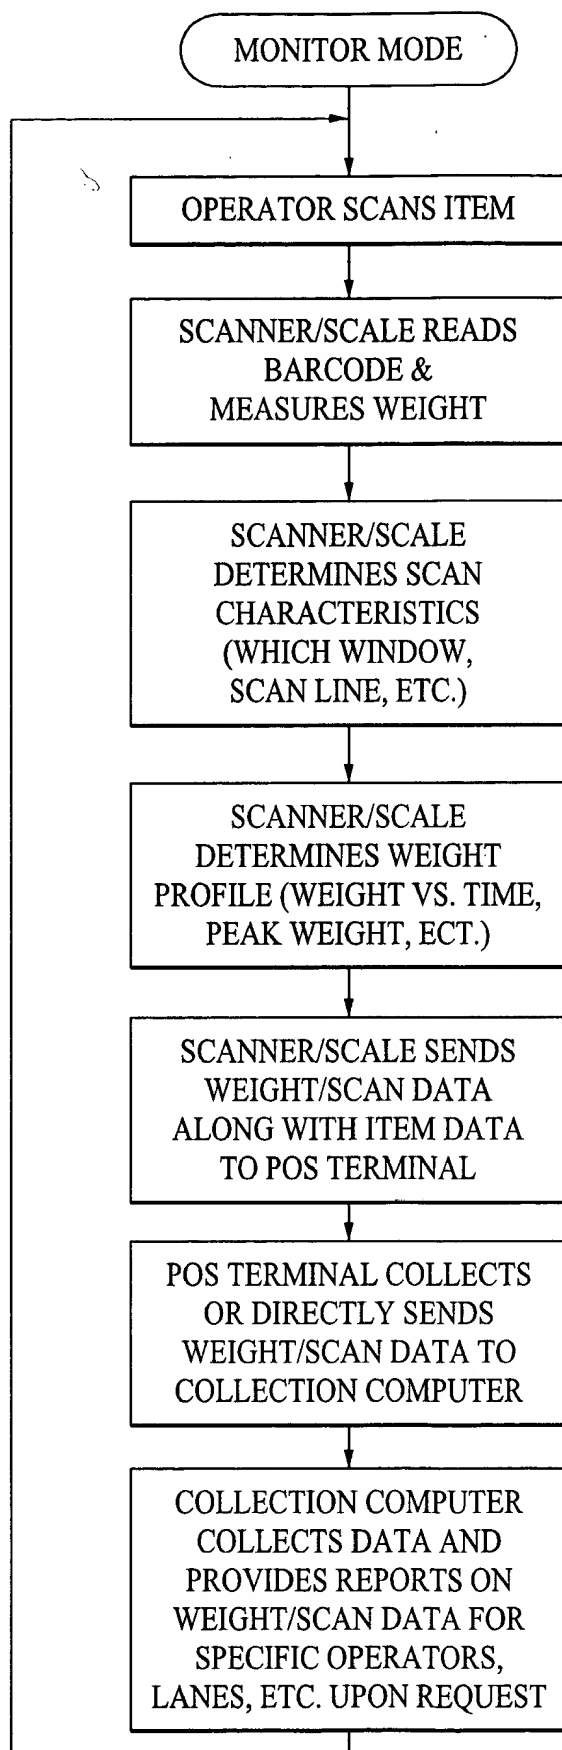 MONITOR MODE
OPERATOR SCANS ITEM
SCANNER/SCALE READS
BARCODE &
MEASURES WEIGHT
SCANNER/SCALE
DETERMINES SCAN
CHARACTERISTICS
(WHICH WINDOW,
SCAN LINE, ETC.)
SCANNER/SCALE
DETERMINES WEIGHT
PROFILE (WEIGHT VS. TIME,
PEAK WEIGHT, ECT.)
SCANNER/SCALE SENDS
WEIGHT/SCAN DATA
ALONG WITH ITEM DATA
TO POS TERMINAL
POS TERMINAL COLLECTS
OR DIRECTLY SENDS
WEIGHT/SCAN DATA TO
COLLECTION COMPUTER
COLLECTION COMPUTER
COLLECTS DATA AND
PROVIDES REPORTS ON
WEIGHT/SCAN DATA FOR
SPECIFIC OPERATORS,
LANES, ETC. UPON REQUEST